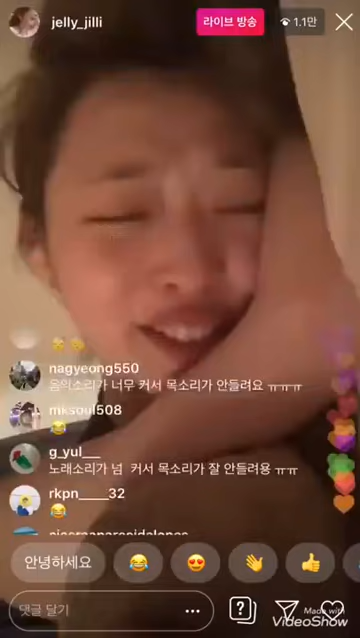 jelly_jilli
라이브 방송
1.1만
nagyeong550
음악소리가 너무 커서 목소리가 안들려요 ㅠㅠㅠ
mksoul508
g_yul__
노래소리가 넘  커서 목소리가 잘 안들려용 ㅠㅠ
rkpn____32
안녕하세요
댓글 달기
Made with
VideoShow